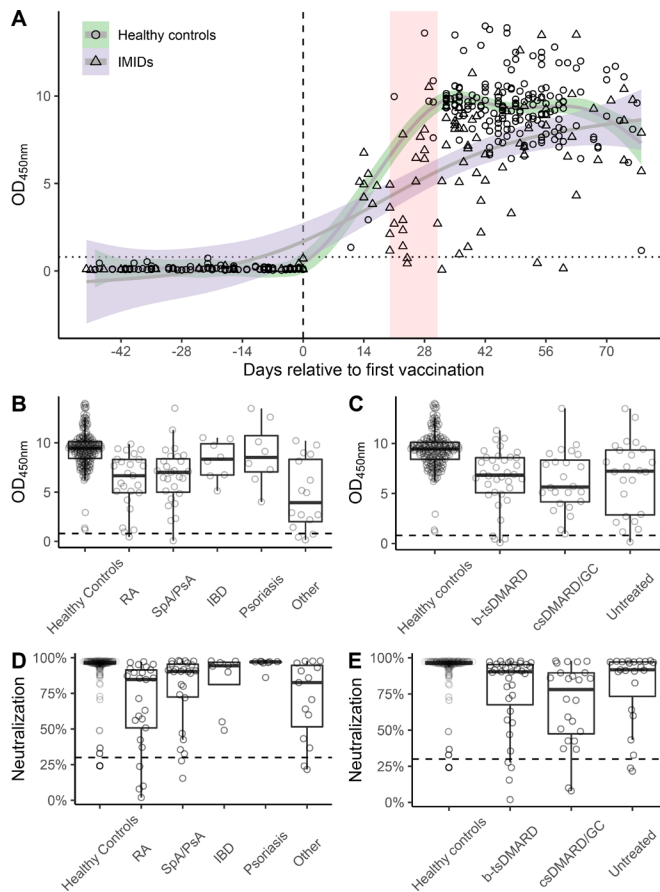 A
Healthy controls
IMIDs
OD450nm
10
5
0
-42 -28 -14 0 14 28 42 56 70
Days relative to first vaccination
B
OD450nm
10
5
0
Healthy Controls RA SpA/PsA IBD Psoriasis Other
C
OD450nm
10
5
0
Healthy Controls b-tsDMARD csDMARD/GC Untreated
D
Neutralization
100%
75%
50%
25%
0%
Healthy Controls RA SpA/PsA IBD Psoriasis Other
E
Neutralization
100%
75%
50%
25%
0%
Healthy controls b-tsDMARD csDMARD/GC Untreated